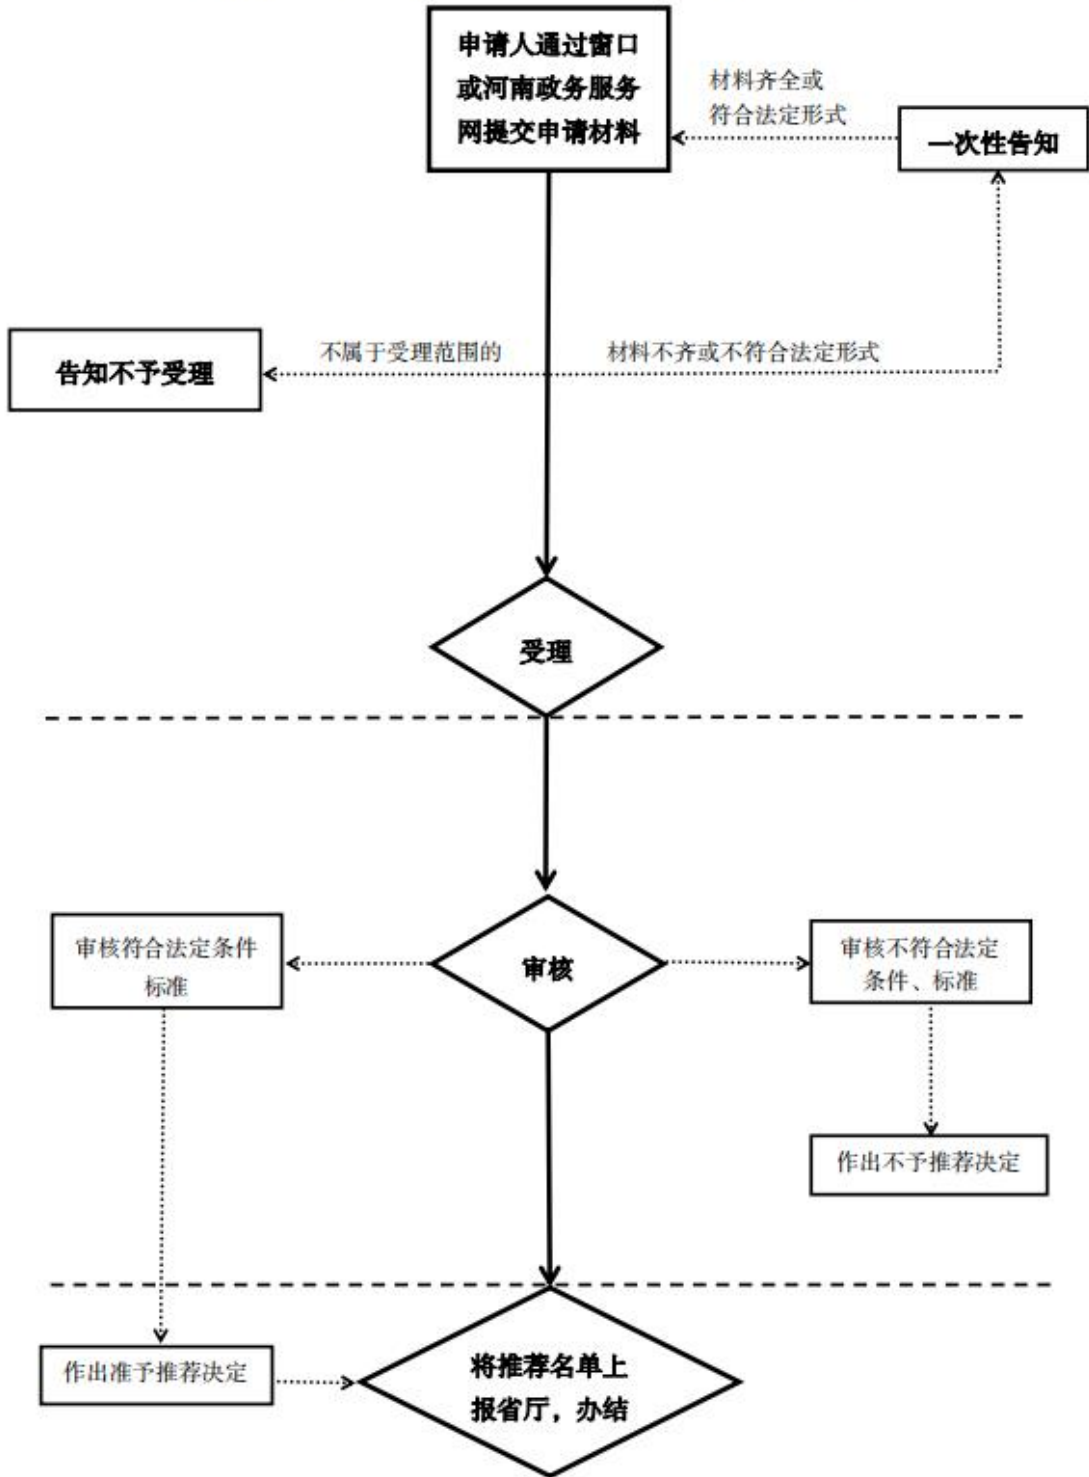 申请人通过窗口
或河南政务服务
网提交申请材料
材料齐全或
符合法定形式
一次性告知
告知不予受理
不属于受理范围的
材料不齐或不符合法定形式
受理
审核符合法定条件
标准
审核
审核不符合法定
条件、标准
作出不予推荐决定
作出准予推荐决定
将推荐名单上
报省厅，办结